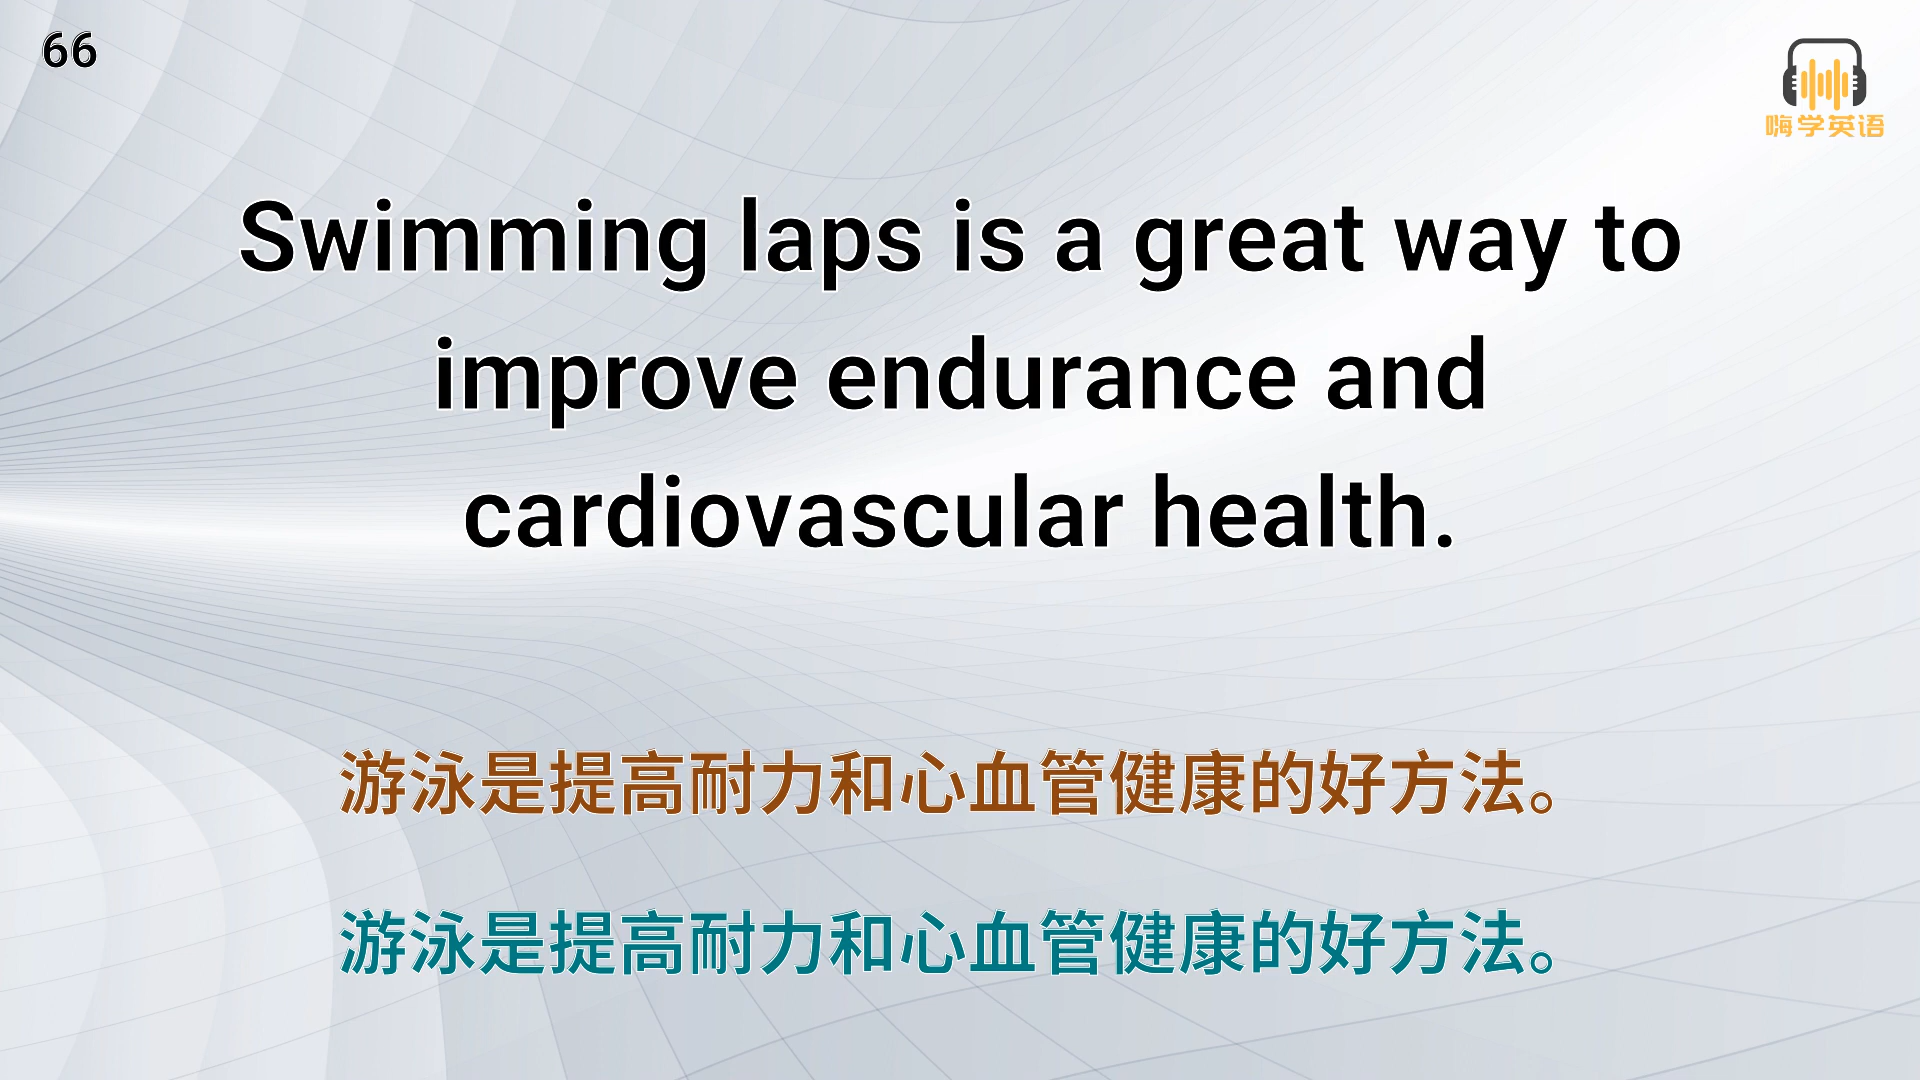 66
嗨学英语
Swimming laps is a great way to
improve endurance and
cardiovascular health.
游泳是提高耐力和心血管健康的好方法。
游泳是提高耐力和心血管健康的好方法。